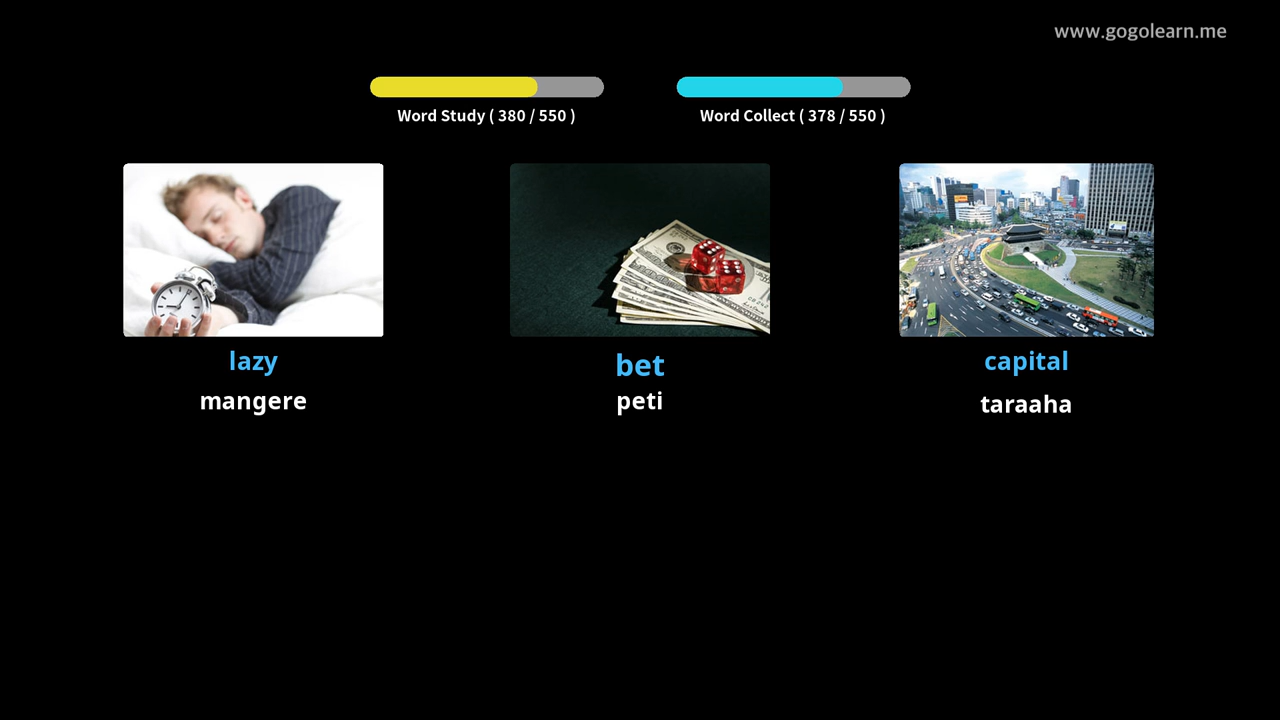 www.gogolearn.me
Word Study ( 380 / 550 )
Word Collect ( 378 / 550 )
lazy
mangere
bet
peti
capital
taraaha